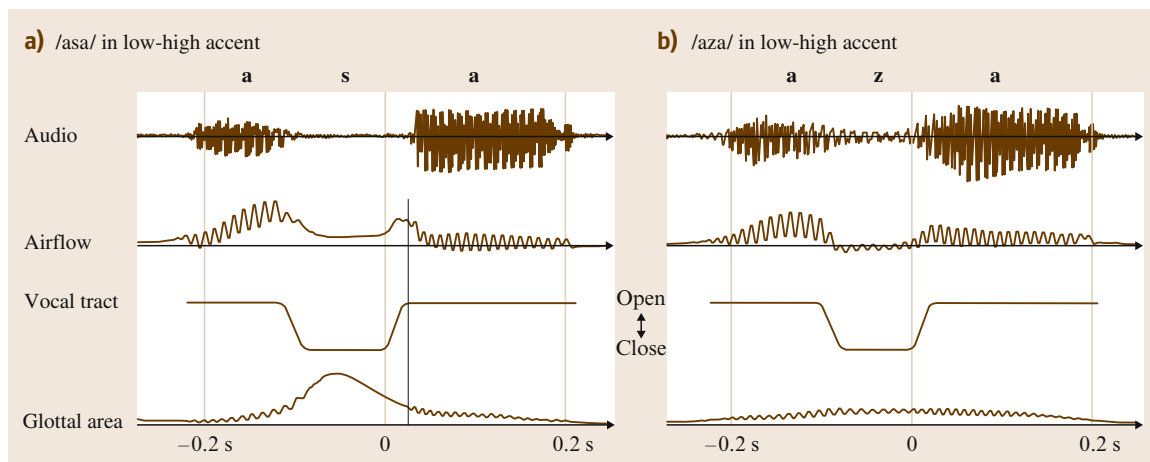 a) /asa/ in low-high accent
b) /aza/ in low-high accent
a s a
a z a
Audio
Airflow
Vocal tract
Open
Close
Glottal area
−0.2 s 0 0.2 s
−0.2 s 0 0.2 s